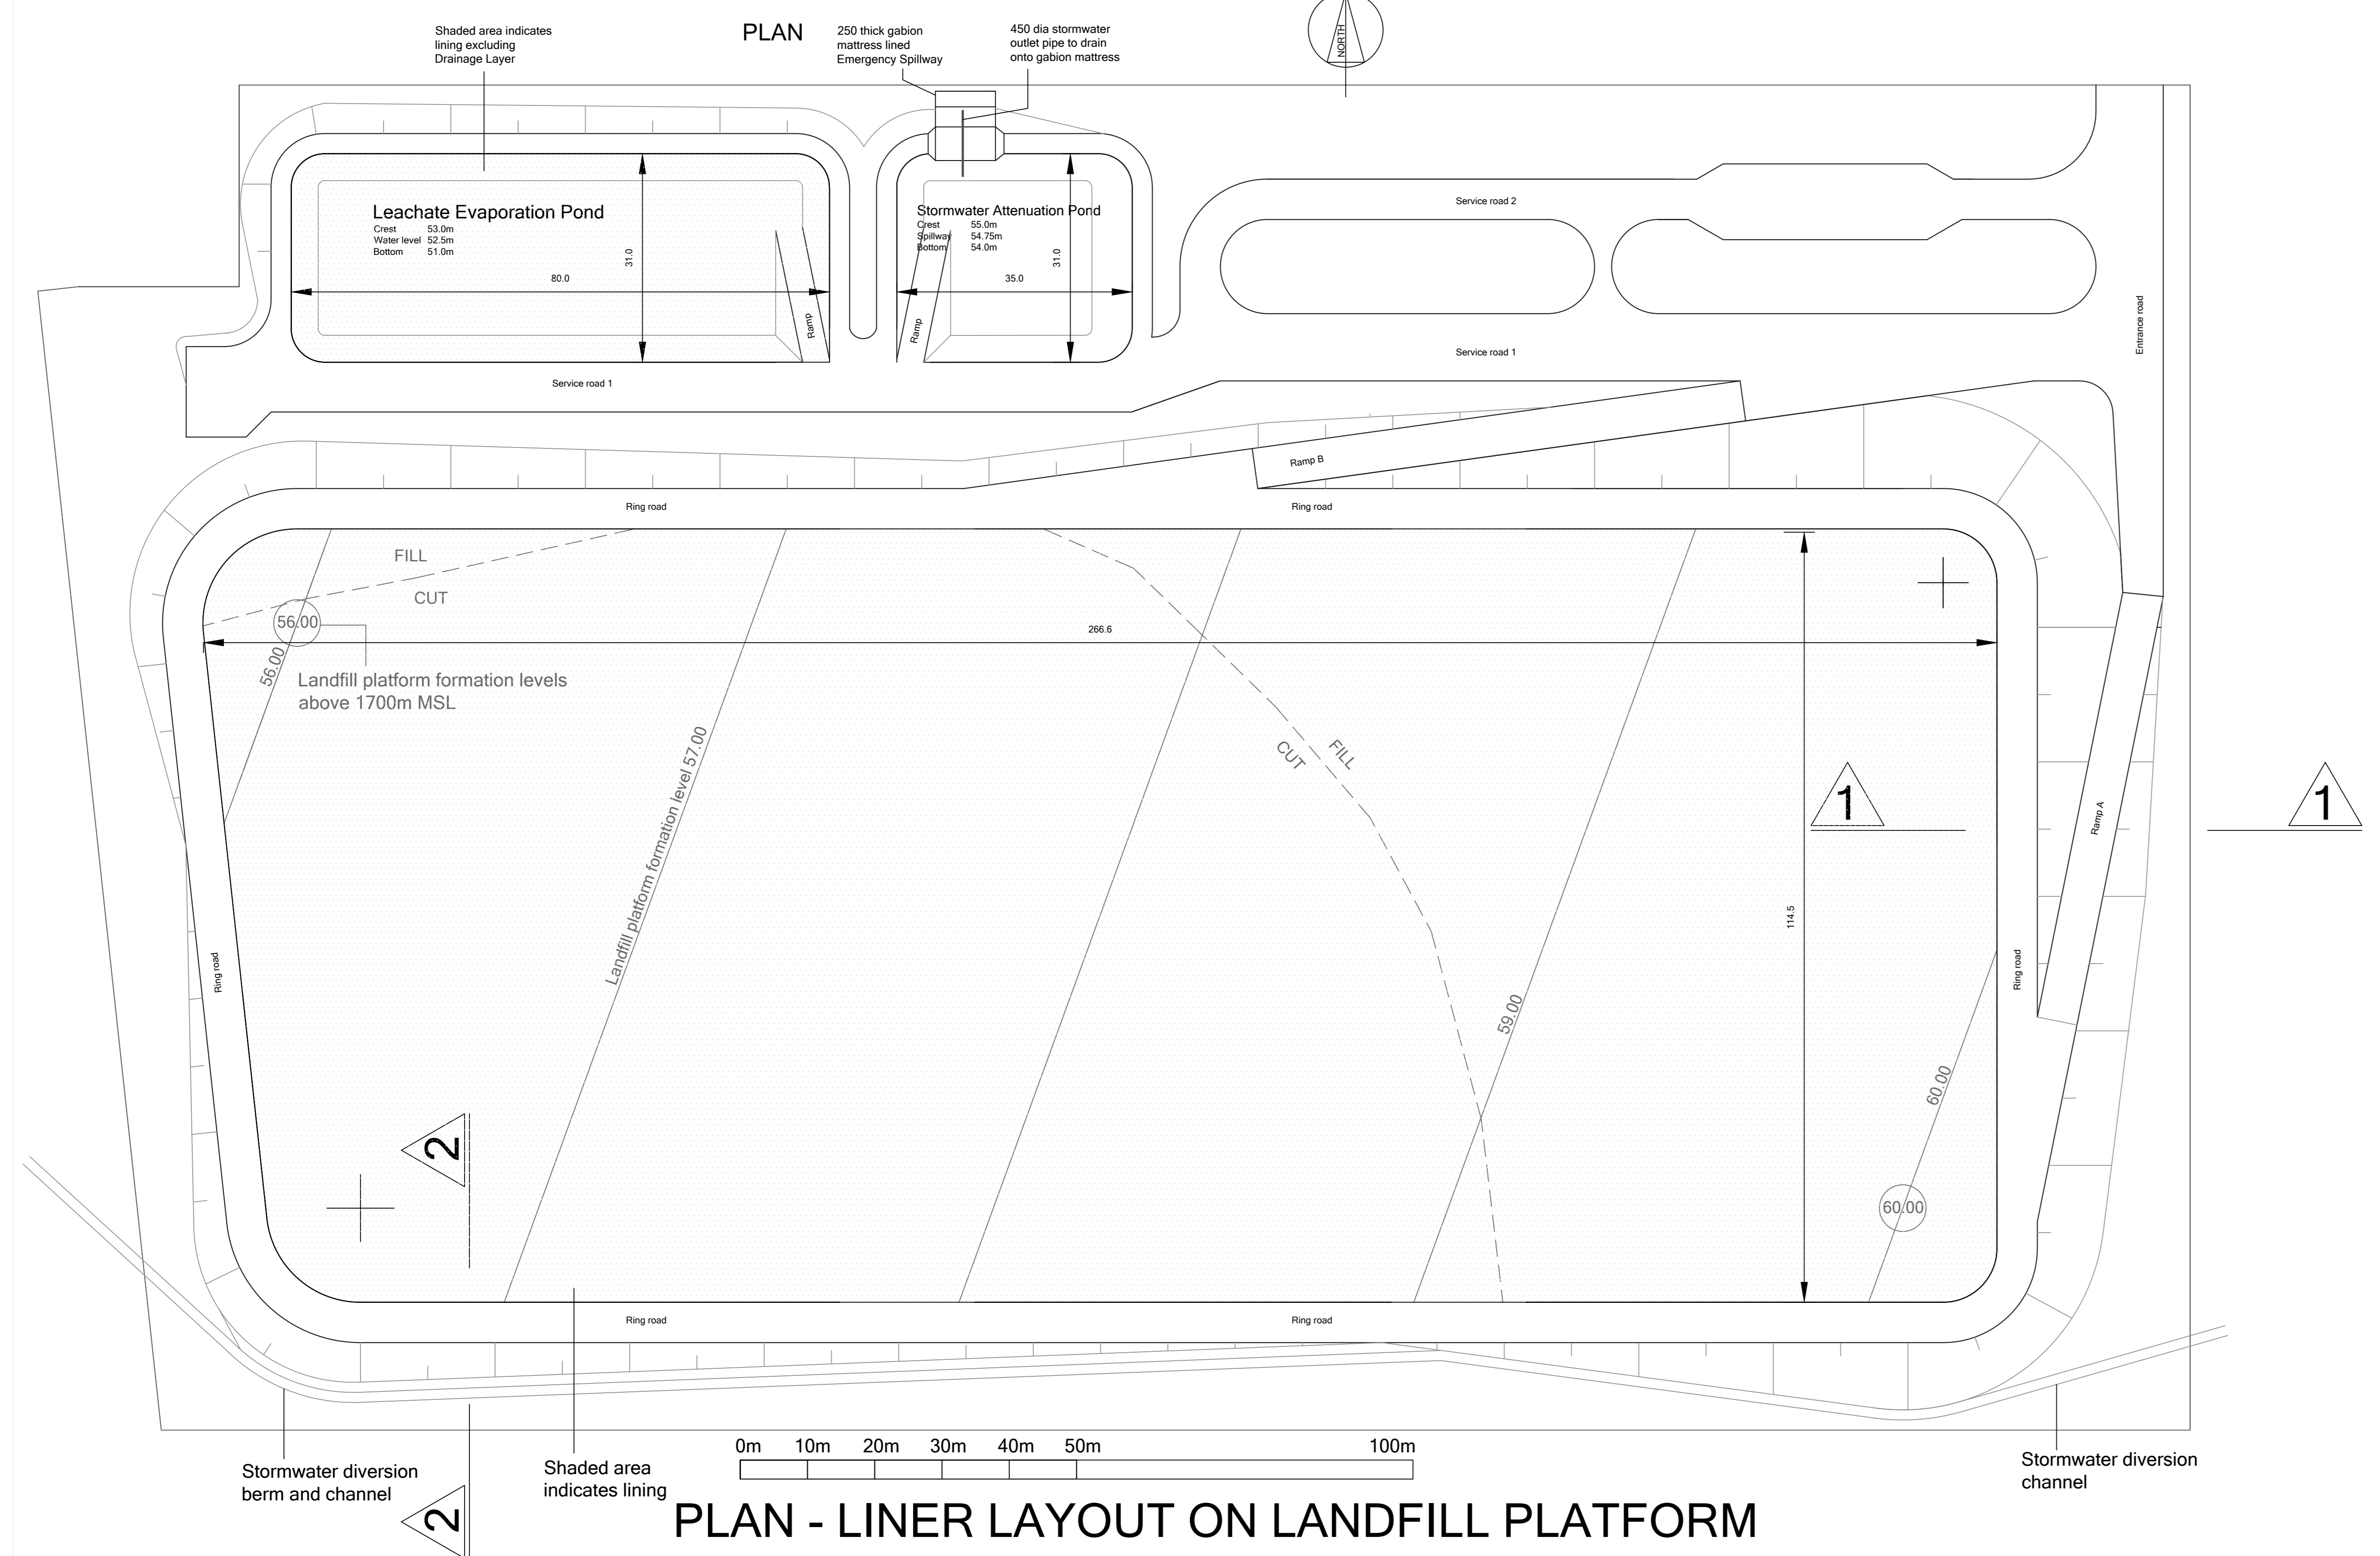 Shaded area indicates
lining excluding
Drainage Layer
PLAN
250 thick gabion
mattress lined
Emergency Spillway
450 dia stormwater
outlet pipe to drain
onto gabion mattress
NORTH
Leachate Evaporation Pond
Crest 53.0m
Water level 52.5m
Bottom 51.0m
31.0
80.0
Ramp
Stormwater Attenuation Pond
Crest 55.0m
Spillway 54.75m
Bottom 54.0m
31.0
35.0
Ramp
Service road 2
Service road 1
Entrance road
Service road 1
Ramp B
Ring road
Ring road
FILL
CUT
56.00
56.00
Landfill platform formation levels
above 1700m MSL
266.6
Landfill platform formation level 57.00
CUT
FILL
1
1
Ramp A
114.5
Ring road
Ring road
59.00
60.00
60.00
2
Ring road
Ring road
Stormwater diversion
berm and channel
2
Shaded area
indicates lining
0m 10m 20m 30m 40m 50m 100m
Stormwater diversion
channel
PLAN - LINER LAYOUT ON LANDFILL PLATFORM